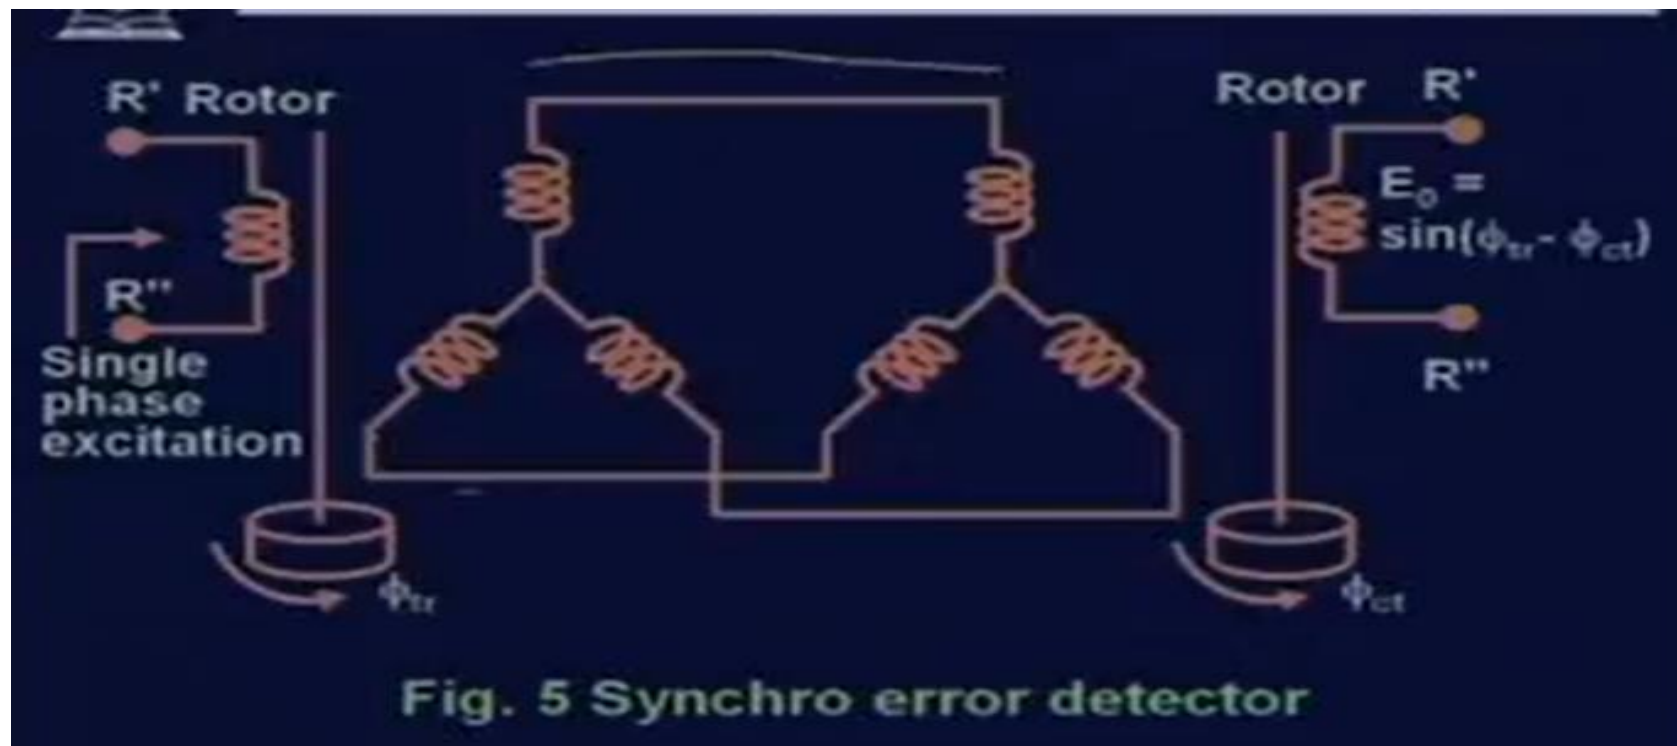 R' Rotor
R''
Single
phase
excitation
ϕtr
Rotor R'
E₀ =
sin(ϕtr- ϕct)
R''
ϕct
Fig. 5 Synchro error detector